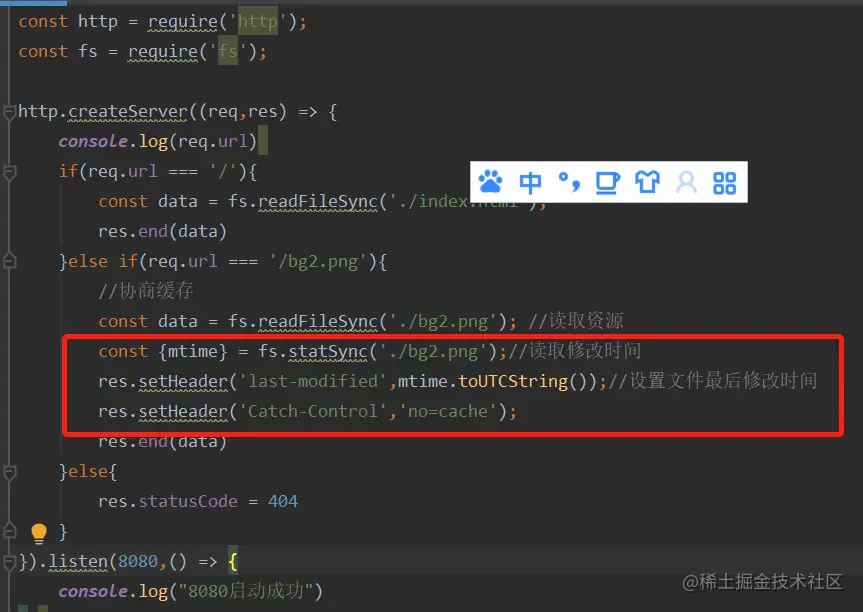 const http = require('http');
const fs = require('fs');
http.createServer((req,res) => {
console.log(req.url)
if(req.url === '/'){
中
const data = fs.readFileSync('./index.html');
res.end(data)
}else if(req.url === '/bg2.png'){
//协商缓存
const data = fs.readFileSync('./bg2.png'); //读取资源
const {mtime} = fs.statSync('./bg2.png');//读取修改时间
res.setHeader('last-modified',mtime.toUTCString());//设置文件最后修改时间
res.setHeader('Catch-Control','no=cache');
res.end(data)
}else{
res.statusCode = 404
}
}).listen(8080,() => {
console.log("8080启动成功")
@稀土掘金技术社区